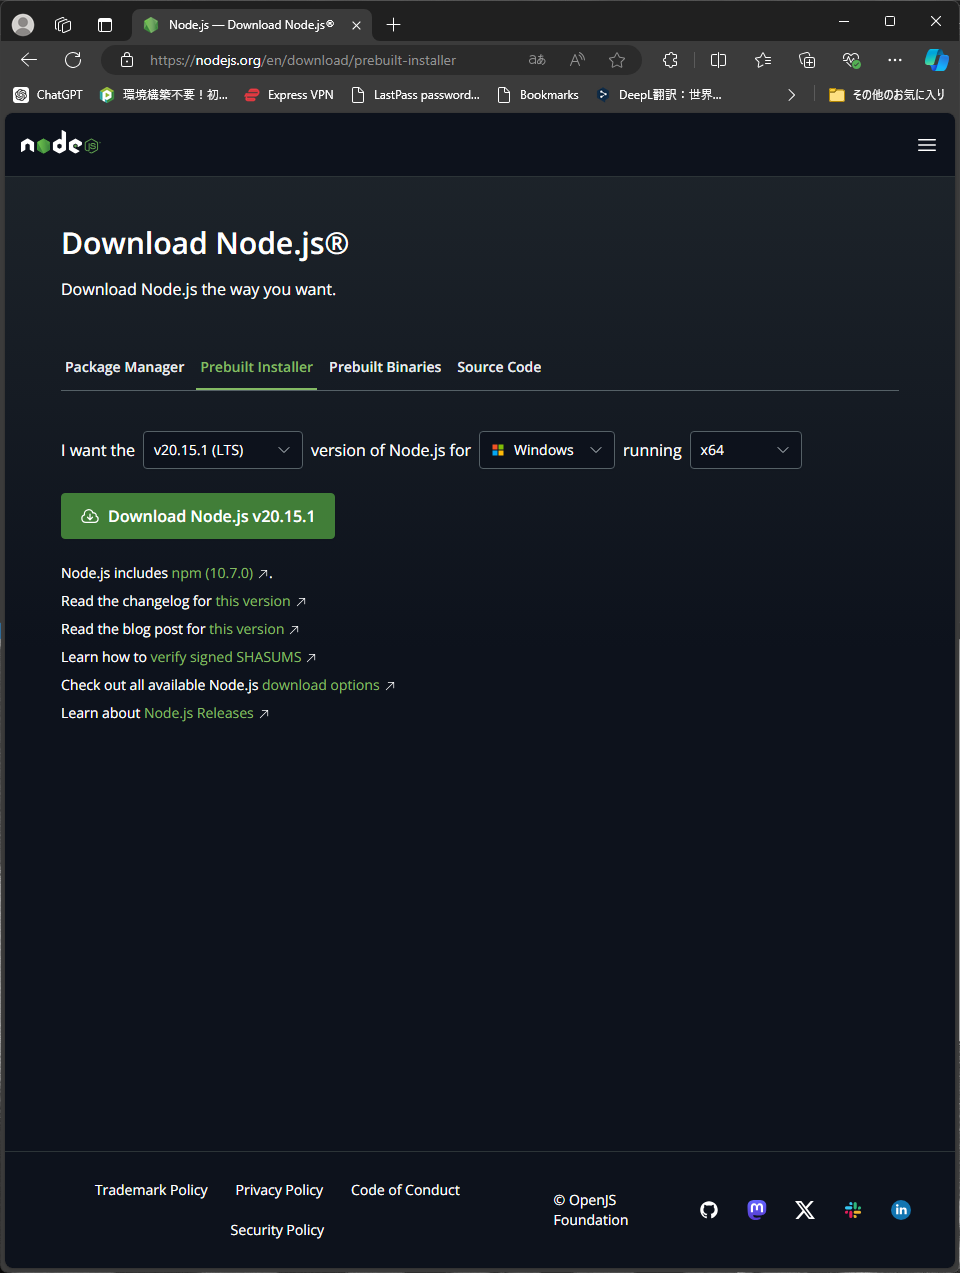 Node.js — Download Node.js®
https://nodejs.org/en/download/prebuilt-installer
ChatGPT
環境構築不要！初...
Express VPN
LastPass password...
Bookmarks
DeepL翻訳：世界...
その他のお気に入り
node
JS
Download Node.js®
Download Node.js the way you want.
Package Manager Prebuilt Installer Prebuilt Binaries Source Code
I want the v20.15.1 (LTS) version of Node.js for Windows running x64
Download Node.js v20.15.1
Node.js includes npm (10.7.0) ↗.
Read the changelog for this version ↗
Read the blog post for this version ↗
Learn how to verify signed SHASUMS ↗
Check out all available Node.js download options ↗
Learn about Node.js Releases ↗
Trademark Policy Privacy Policy Code of Conduct
Security Policy
© OpenJS
Foundation